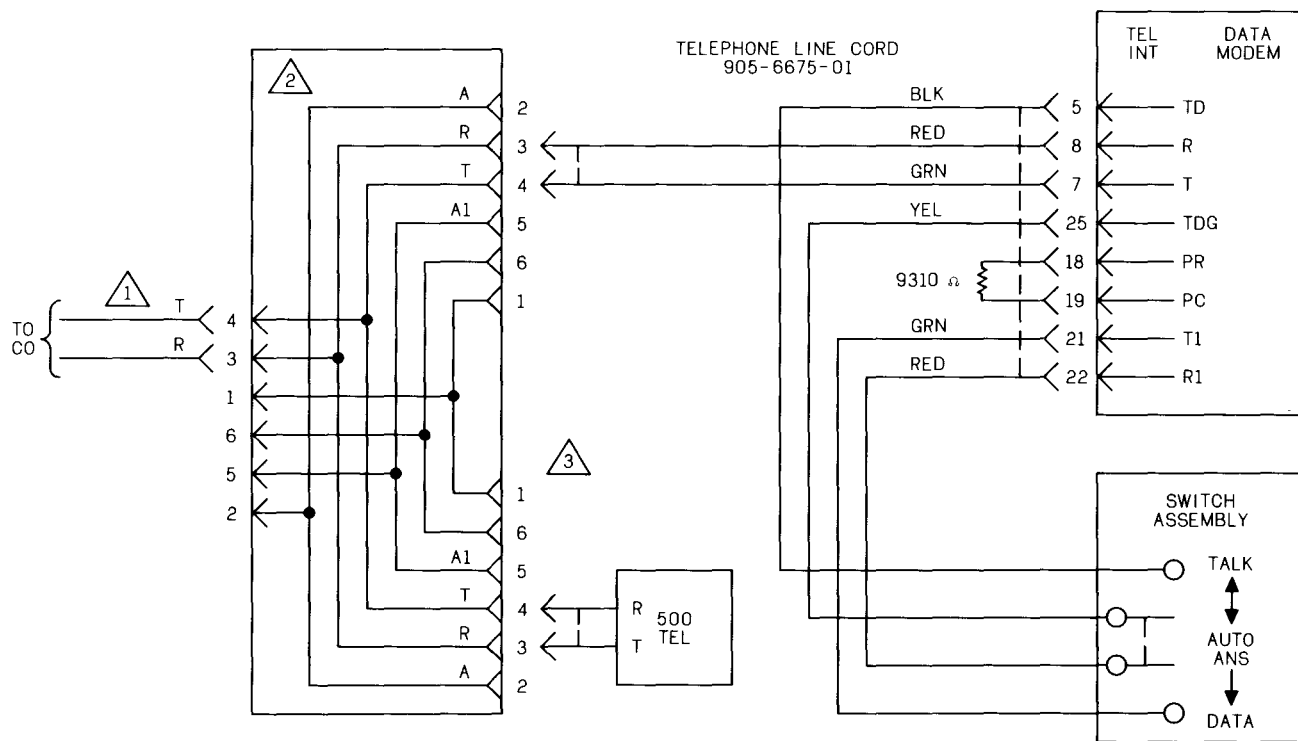 TELEPHONE LINE CORD
905-6675-01
TEL INT
DATA MODEM
2
A 2
R 3
T 4
A1 5
6
1
BLK 5 TD
RED 8 R
GRN 7 T
YEL 25 TDG
9310 Ω
18 PR
19 PC
GRN 21 T1
RED 22 R1
TO CO
1
T 4
R 3
1
6
5
2
3
1
6
A1 5
T 4
R 3
A 2
R
500 TEL
T
SWITCH
ASSEMBLY
TALK
AUTO
ANS
DATA